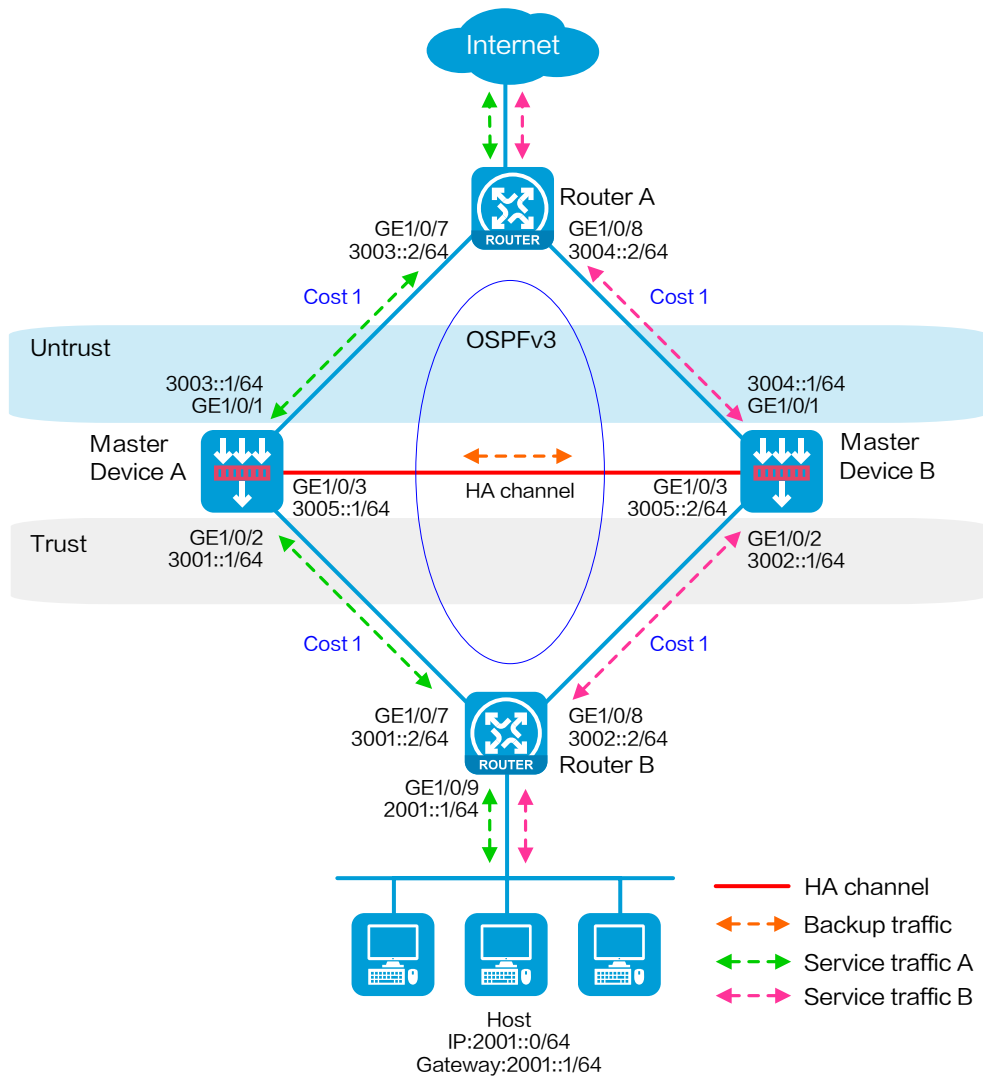 Internet
Router A
ROUTER
GE1/0/7
3003::2/64
GE1/0/8
3004::2/64
Cost 1
Cost 1
Untrust
OSPFv3
3003::1/64
GE1/0/1
3004::1/64
GE1/0/1
Master
Device A
Master
Device B
HA channel
GE1/0/3
3005::1/64
GE1/0/3
3005::2/64
Trust
GE1/0/2
3001::1/64
GE1/0/2
3002::1/64
Cost 1
Cost 1
GE1/0/7
3001::2/64
GE1/0/8
3002::2/64
ROUTER
Router B
GE1/0/9
2001::1/64
HA channel
Backup traffic
Service traffic A
Service traffic B
Host
IP:2001::0/64
Gateway:2001::1/64